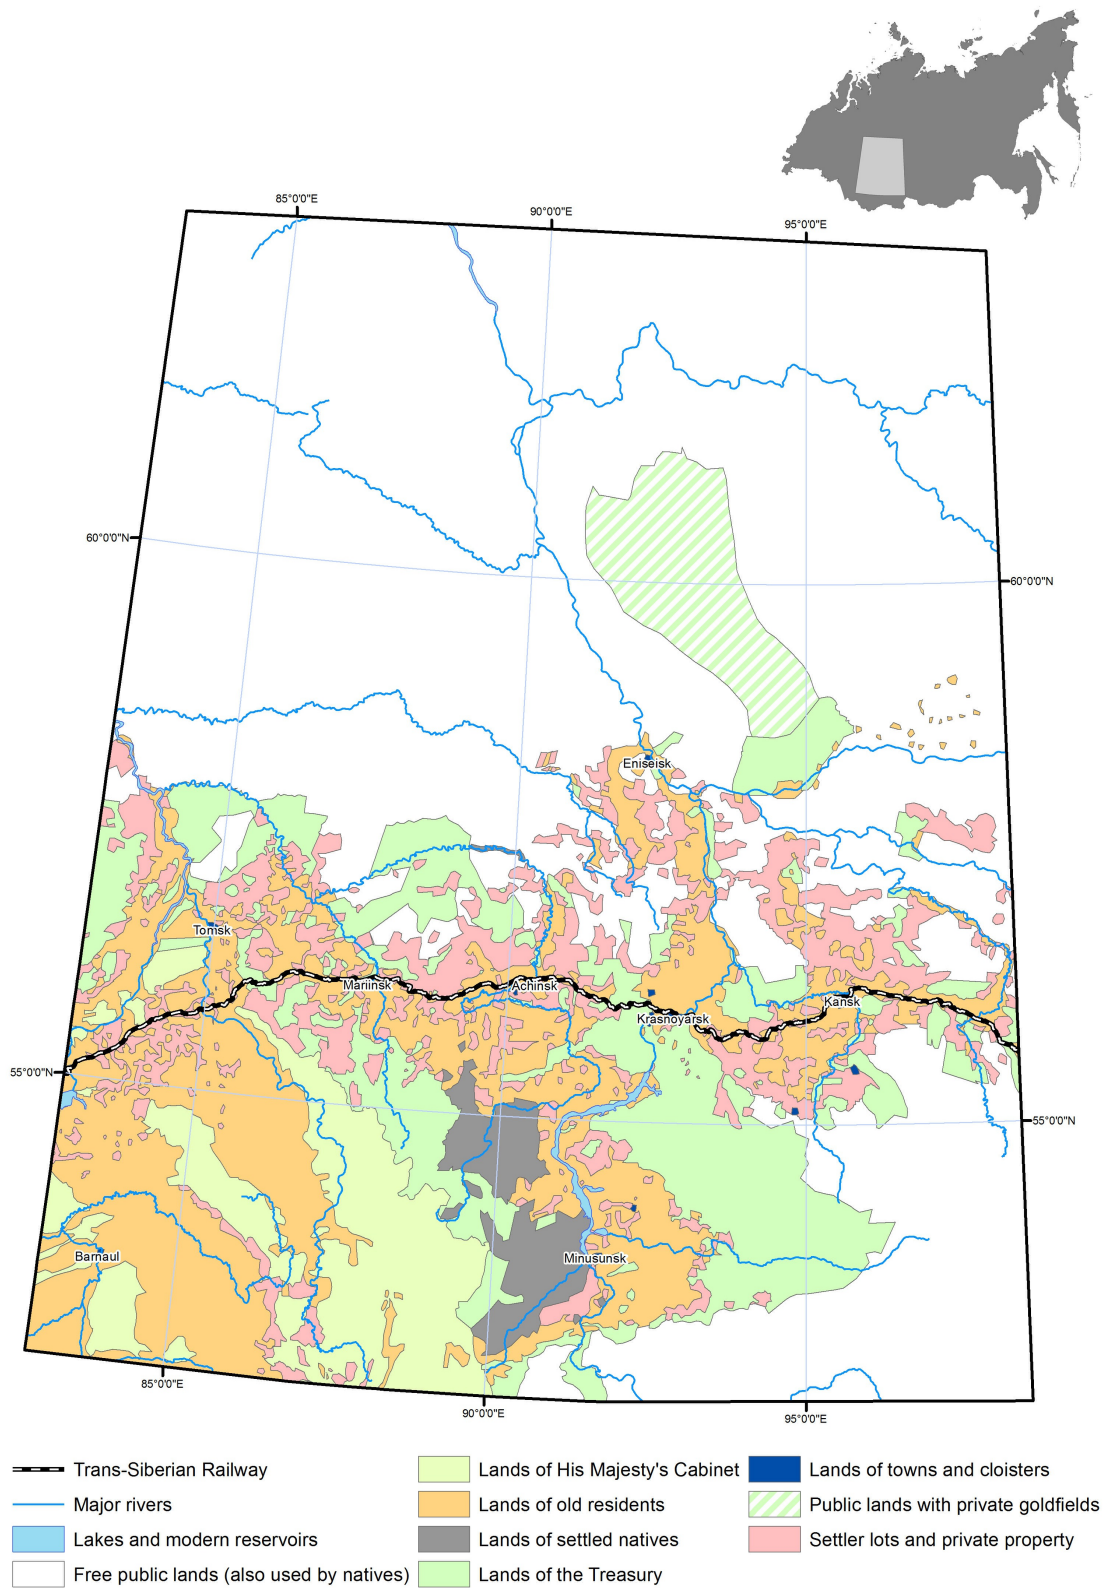 85°0'0"E
90°0'0"E
95°0'0"E
60°0'0"N
60°0'0"N
Eniseisk
Tomsk
Mariinsk
Achinsk
Kansk
Krasnoyarsk
55°0'0"N
55°0'0"N
Barnaul
Minusunsk
85°0'0"E
90°0'0"E
95°0'0"E
Trans-Siberian Railway
Major rivers
Lakes and modern reservoirs
Free public lands (also used by natives)
Lands of His Majesty's Cabinet
Lands of old residents
Lands of settled natives
Lands of the Treasury
Lands of towns and cloisters
Public lands with private goldfields
Settler lots and private property